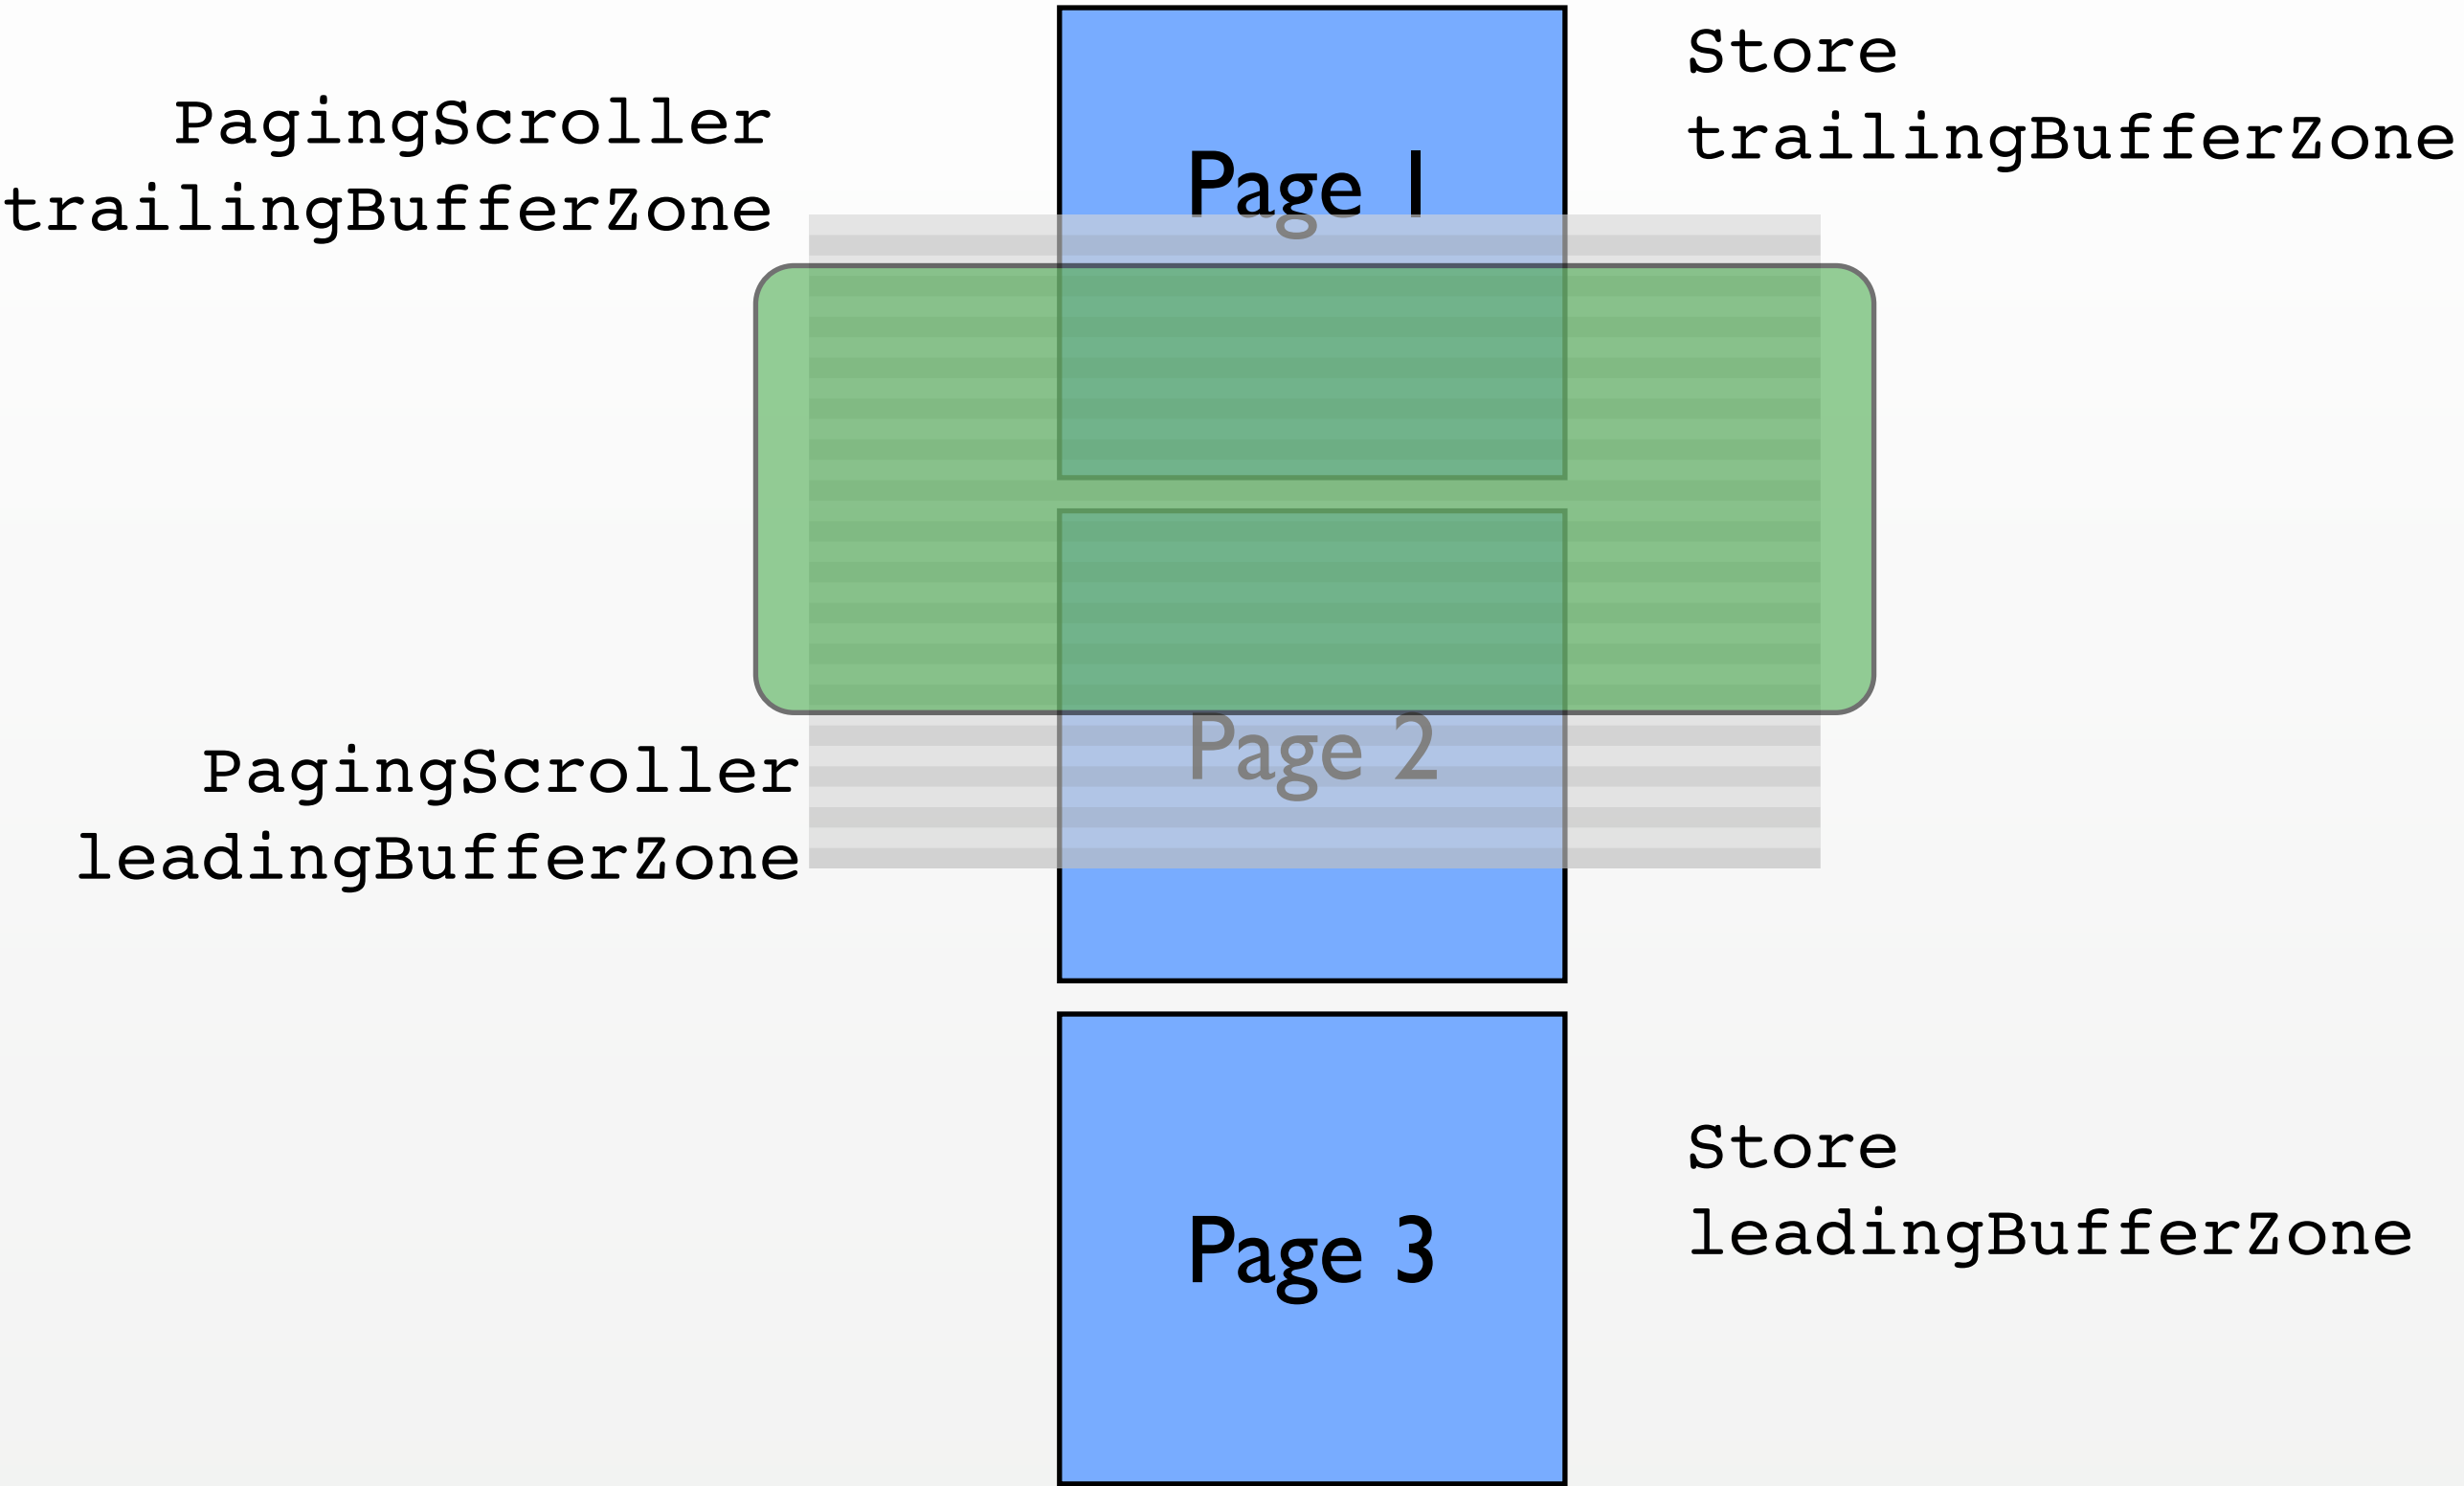 PagingScroller
trailingBufferZone
Page 1
Store
trailingBufferZone
PagingScroller
leadingBufferZone
Page 2
Page 3
Store
leadingBufferZone